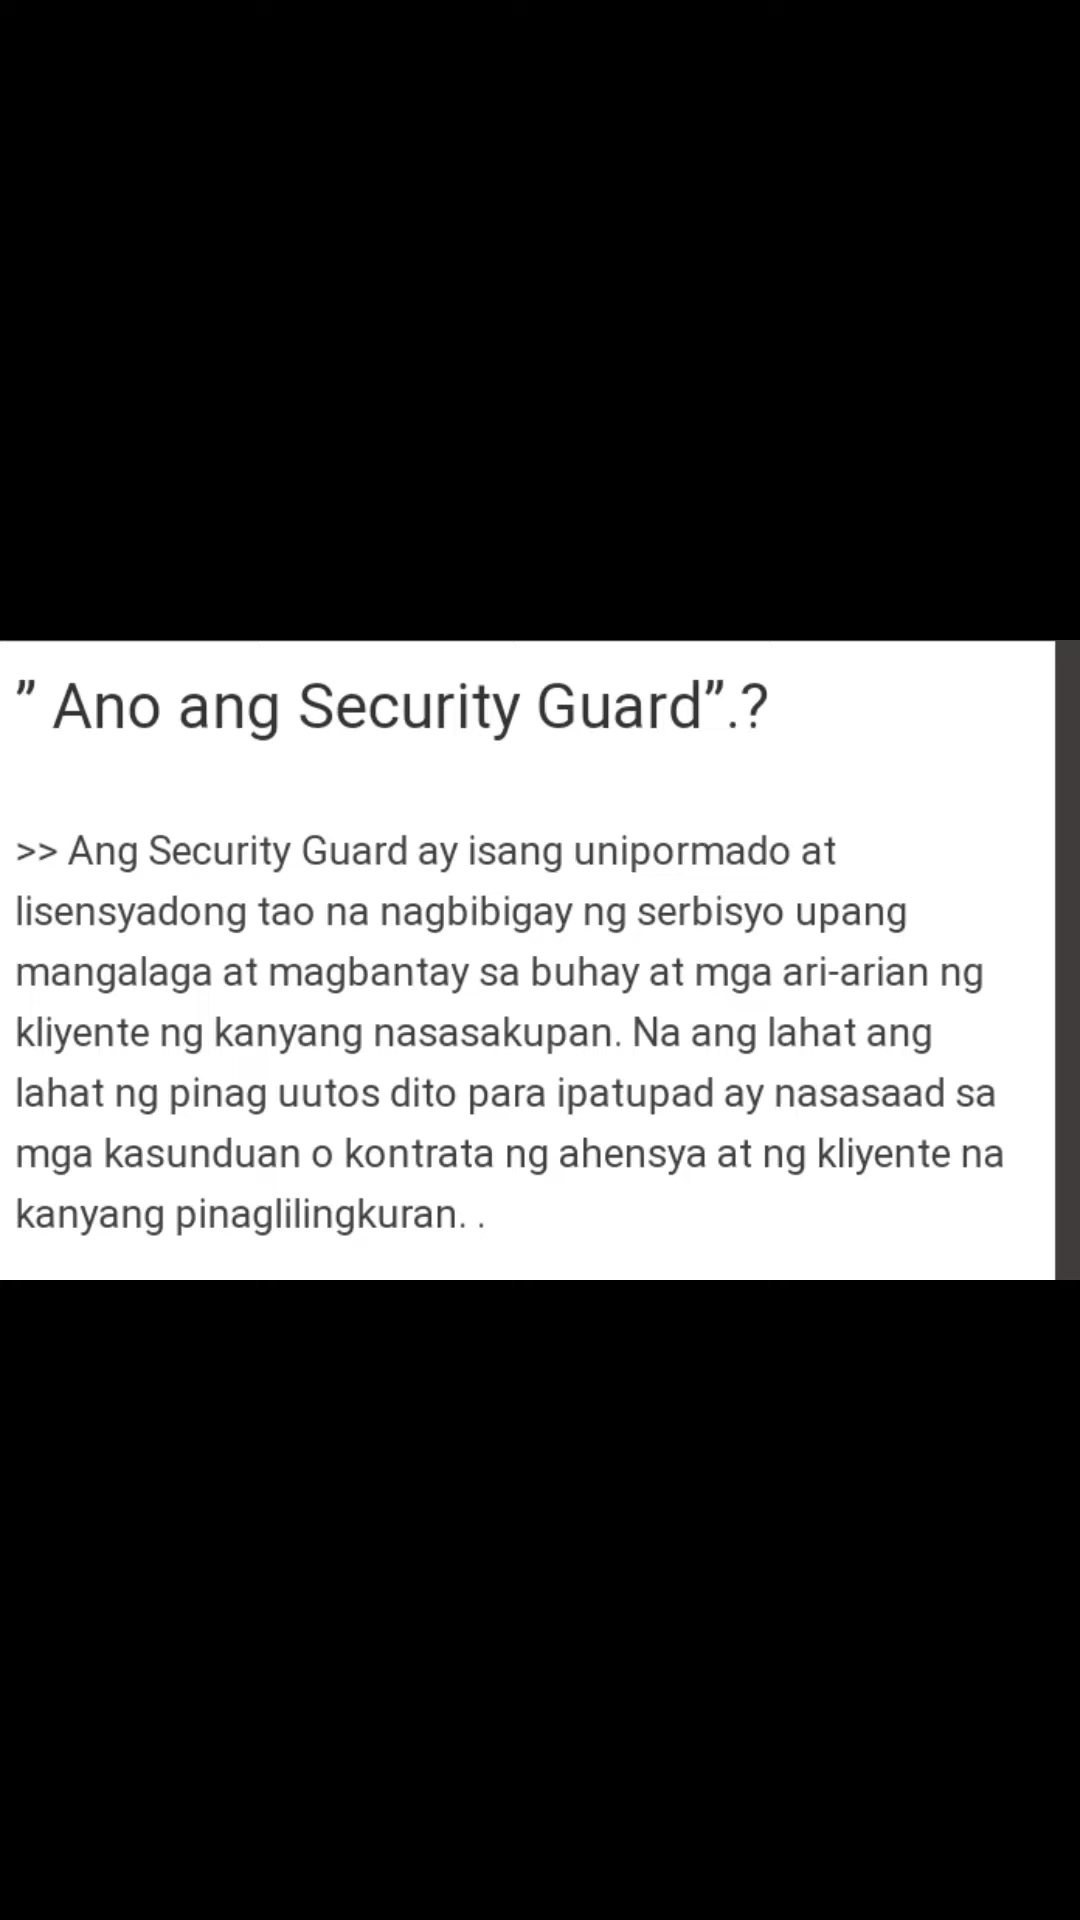 ” Ano ang Security Guard”.?
>> Ang Security Guard ay isang unipormado at
lisensyadong tao na nagbibigay ng serbisyo upang
mangalaga at magbantay sa buhay at mga ari-arian ng
kliyente ng kanyang nasasakupan. Na ang lahat ang
lahat ng pinag uutos dito para ipatupad ay nasasaad sa
mga kasunduan o kontrata ng ahensya at ng kliyente na
kanyang pinaglilingkuran. .